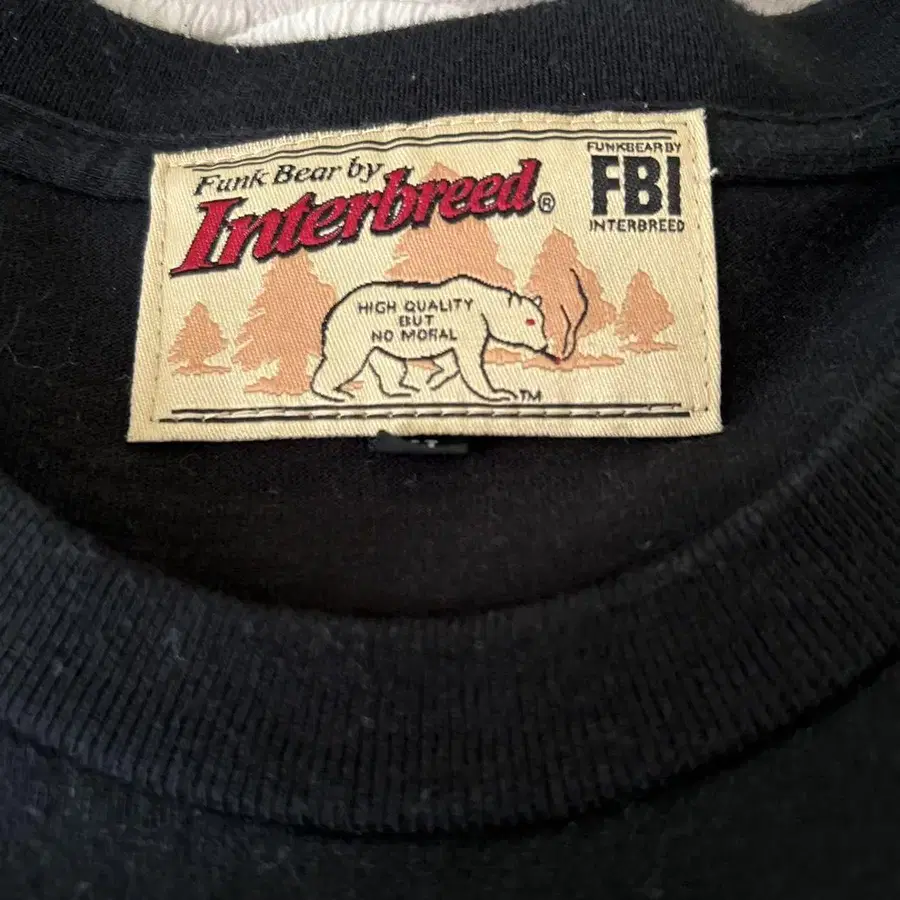 Funk Bear by
Interbreed®
FUNKBEAR BY
FBI
INTERBREED
HIGH QUALITY
BUT
NO MORAL
TM